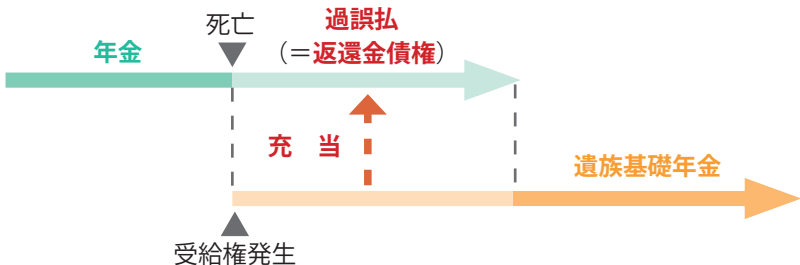 死亡
過誤払
年金
（＝返還金債権）
充　当
遺族基礎年金
受給権発生